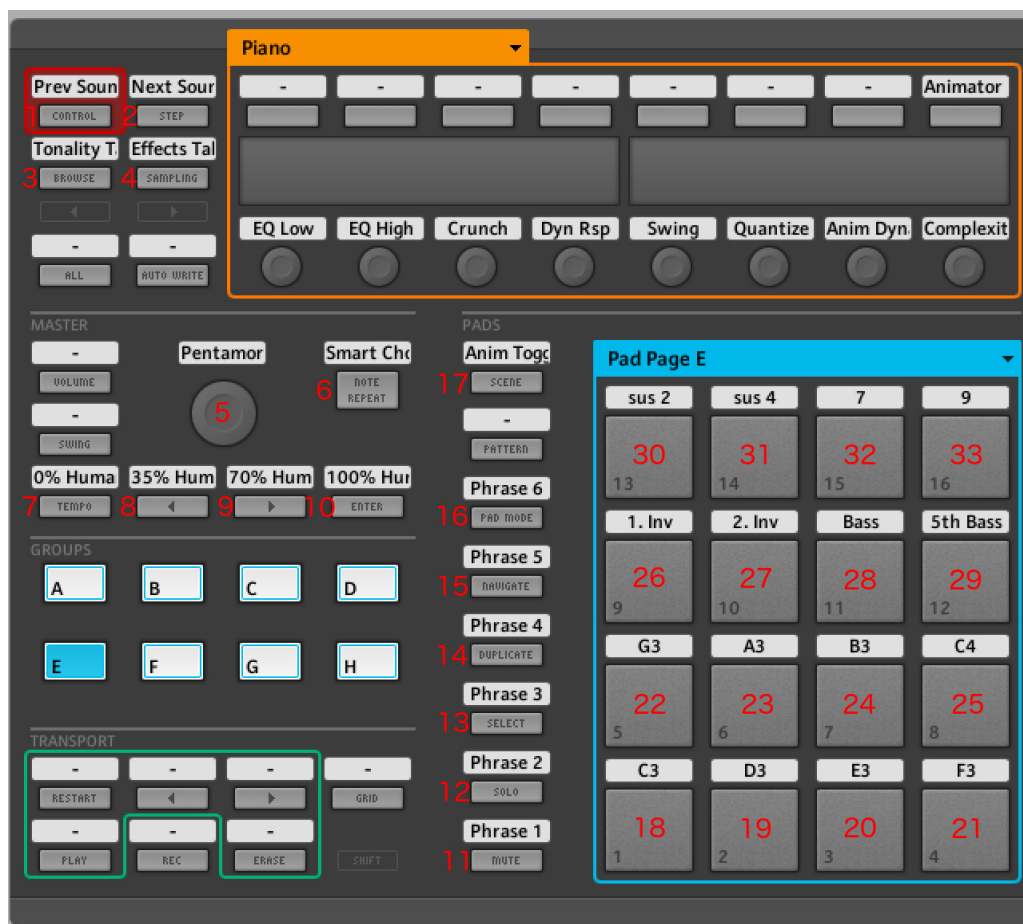 Piano
Prev Soun Next Sour - - - - - - - Animator
1 CONTROL 2 STEP
Tonality T Effects Tal
3 BROWSE 4 SAMPLING
EQ Low EQ High Crunch Dyn Rsp Swing Quantize Anim Dyn Complexit
- -
ALL AUTO WRITE
MASTER
- Pentamor Smart Cho
VOLUME 5 6 NOTE REPEAT
-
SWING
0% Huma 35% Hum 70% Hum 100% Hur
7 TEMPO 8 9 10 ENTER
GROUPS
A B C D
E F G H
TRANSPORT
- - - -
RESTART GRID
- - -
PLAY REC ERASE SHIFT
PADS
Anim Togg
17 SCENE
-
PATTERN
Phrase 6
16 PAD MODE
Phrase 5
15 NAVIGATE
Phrase 4
14 DUPLICATE
Phrase 3
13 SELECT
Phrase 2
12 SOLO
Phrase 1
11 MUTE
Pad Page E
sus 2 sus 4 7 9
30 31 32 33
13 14 15 16
1. Inv 2. Inv Bass 5th Bass
26 27 28 29
9 10 11 12
G3 A3 B3 C4
22 23 24 25
5 6 7 8
C3 D3 E3 F3
18 19 20 21
1 2 3 4